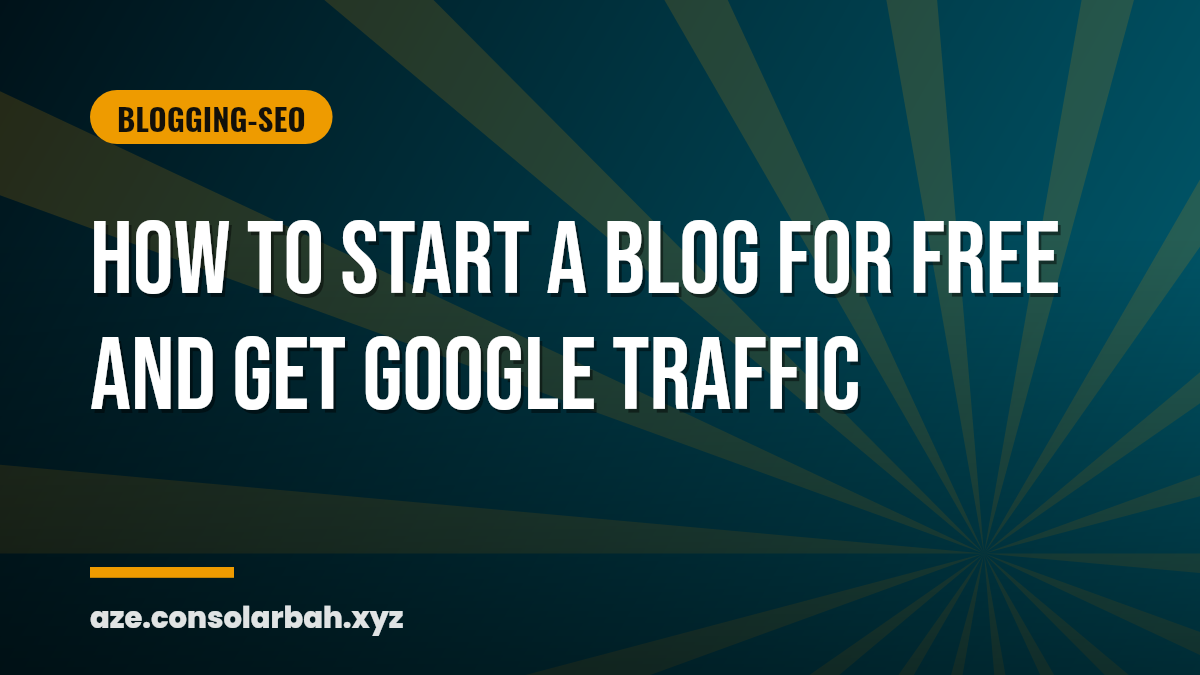 BLOGGING-SEO
HOW TO START A BLOG FOR FREE
AND GET GOOGLE TRAFFIC
aze.consolarbah.xyz